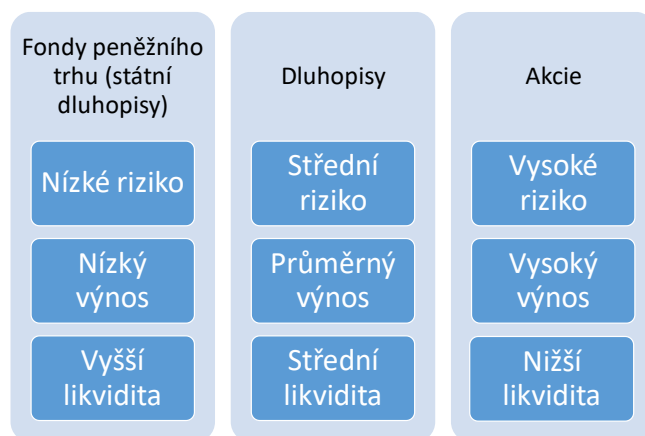 Fondy peněžního
trhu (státní
dluhopisy)
Nízké riziko
Nízký
výnos
Vyšší
likvidita
Dluhopisy
Střední
riziko
Průměrný
výnos
Střední
likvidita
Akcie
Vysoké
riziko
Vysoký
výnos
Nižší
likvidita